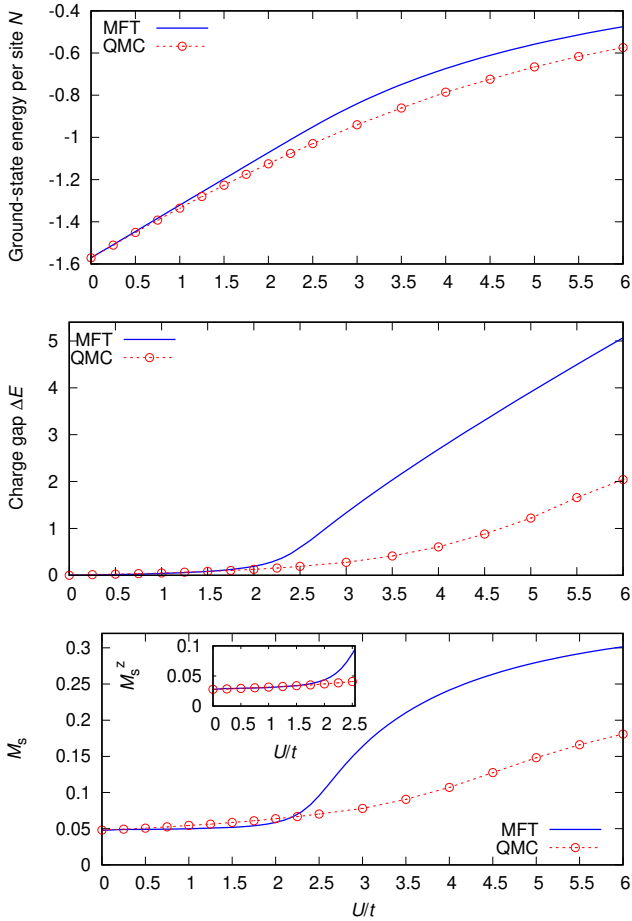 Ground-state energy per site N
-0.4
-0.6
-0.8
-1
-1.2
-1.4
-1.6
MFT
QMC
0 0.5 1 1.5 2 2.5 3 3.5 4 4.5 5 5.5 6
Charge gap ΔE
5
4
3
2
1
0
MFT
QMC
0 0.5 1 1.5 2 2.5 3 3.5 4 4.5 5 5.5 6
Ms
0.3
0.25
0.2
0.15
0.1
0.05
0
Msz
0.1
0.05
0
0 0.5 1 1.5 2 2.5
U/t
MFT
QMC
0 0.5 1 1.5 2 2.5 3 3.5 4 4.5 5 5.5 6
U/t